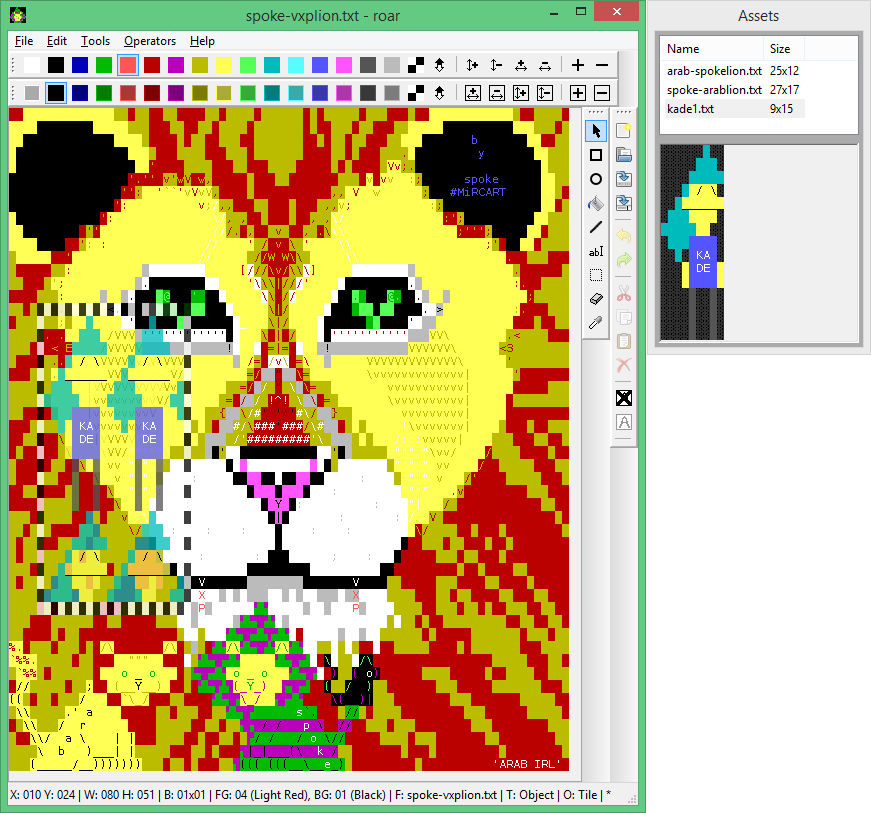 spoke-vxplion.txt - roar
File Edit Tools Operators Help
b
y
spoke
#MiRCART
< E
<3
KA
DE
KA
DE
V
X
P
V
X
P
a
r
a
b
s
p
o
k
e
'ARAB IRL'
abI
A
X: 010 Y: 024 | W: 080 H: 051 | B: 01x01 | FG: 04 (Light Red), BG: 01 (Black) | F: spoke-vxplion.txt | T: Object | O: Tile | *
Assets
Name Size
arab-spokelion.txt 25x12
spoke-arablion.txt 27x17
kade1.txt 9x15
KA
DE